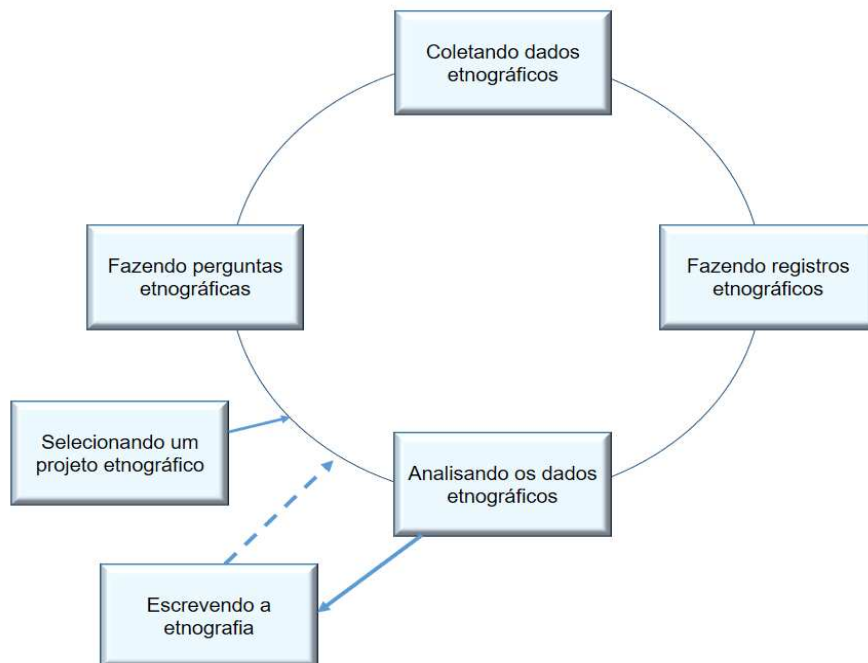 Coletando dados
etnográficos
Fazendo perguntas
etnográficas
Fazendo registros
etnográficos
Selecionando um
projeto etnográfico
Analisando os dados
etnográficos
Escrevendo a
etnografia